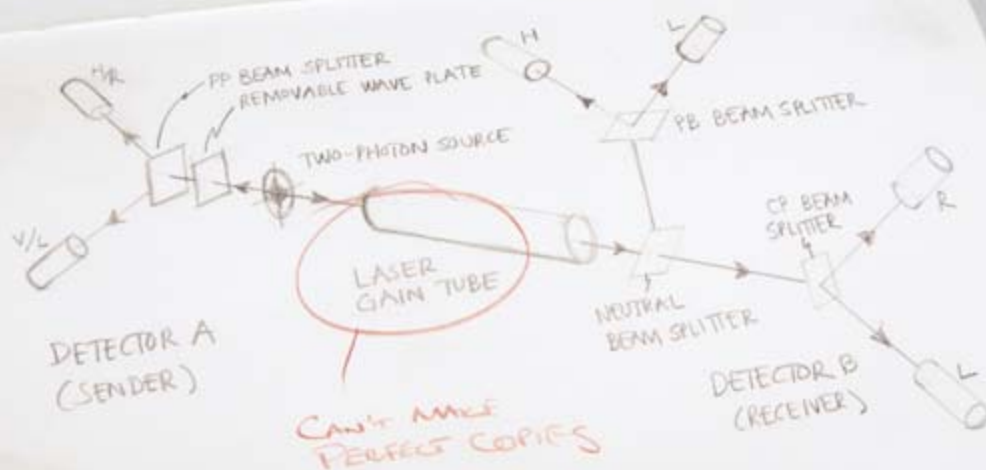 H/R
PP BEAM SPLITTER
REMOVABLE WAVE PLATE
TWO-PHOTON SOURCE
V/L
DETECTOR A
(SENDER)
LASER
GAIN TUBE
CAN'T MAKE
PERFECT COPIES
H
L
PB BEAM SPLITTER
NEUTRAL
BEAM SPLITTER
CP BEAM
SPLITTER
R
L
DETECTOR B
(RECEIVER)